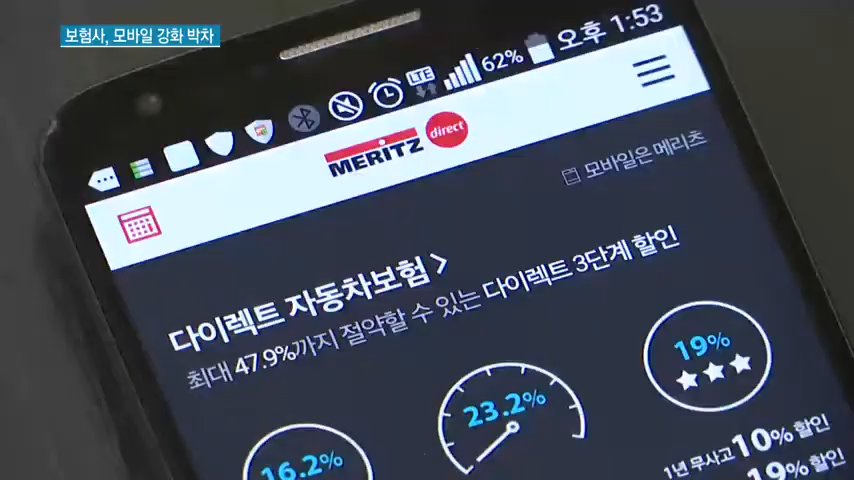 보험사, 모바일 강화 박차
LTE 62% 오후 1:53
MERITZ direct
모바일은 메리츠
다이렉트 자동차보험 >
최대 47.9%까지 절약할 수 있는 다이렉트 3단계 할인
16.2%
23.2%
19%
1년 무사고 10% 할인
19% 할인